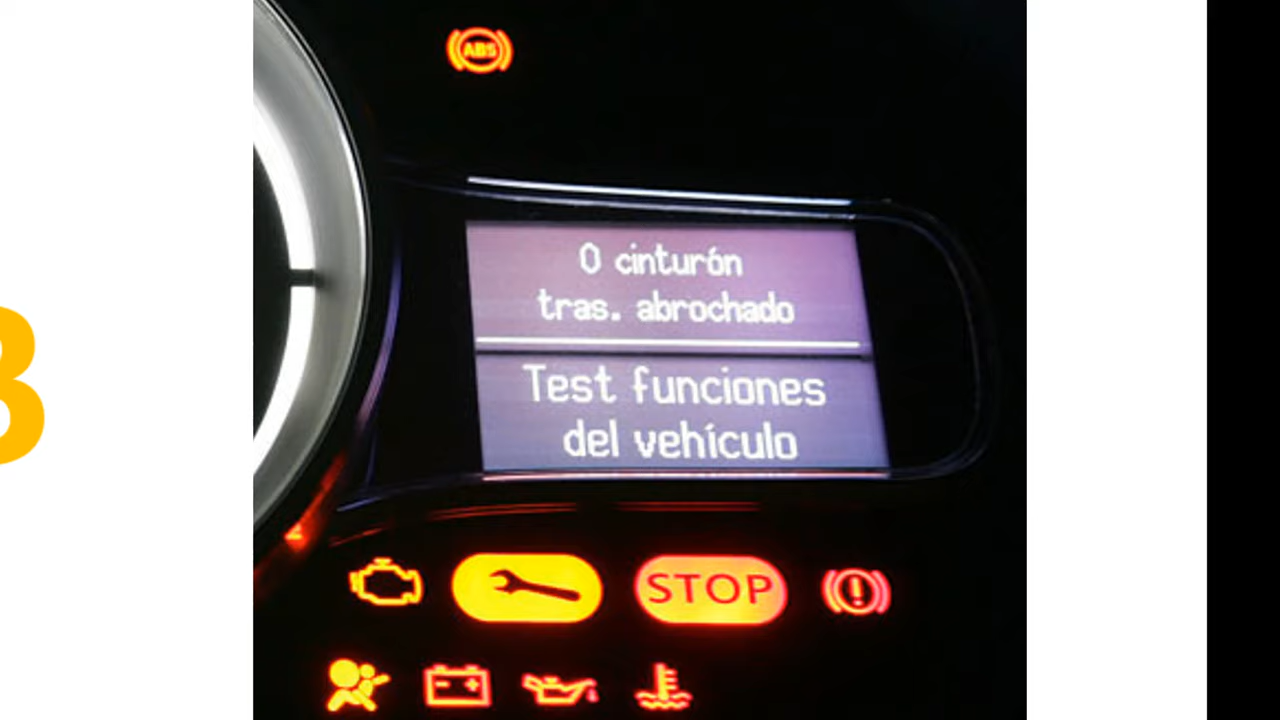 ABS
0 cinturón
tras. abrochado
Test funciones
del vehículo
STOP